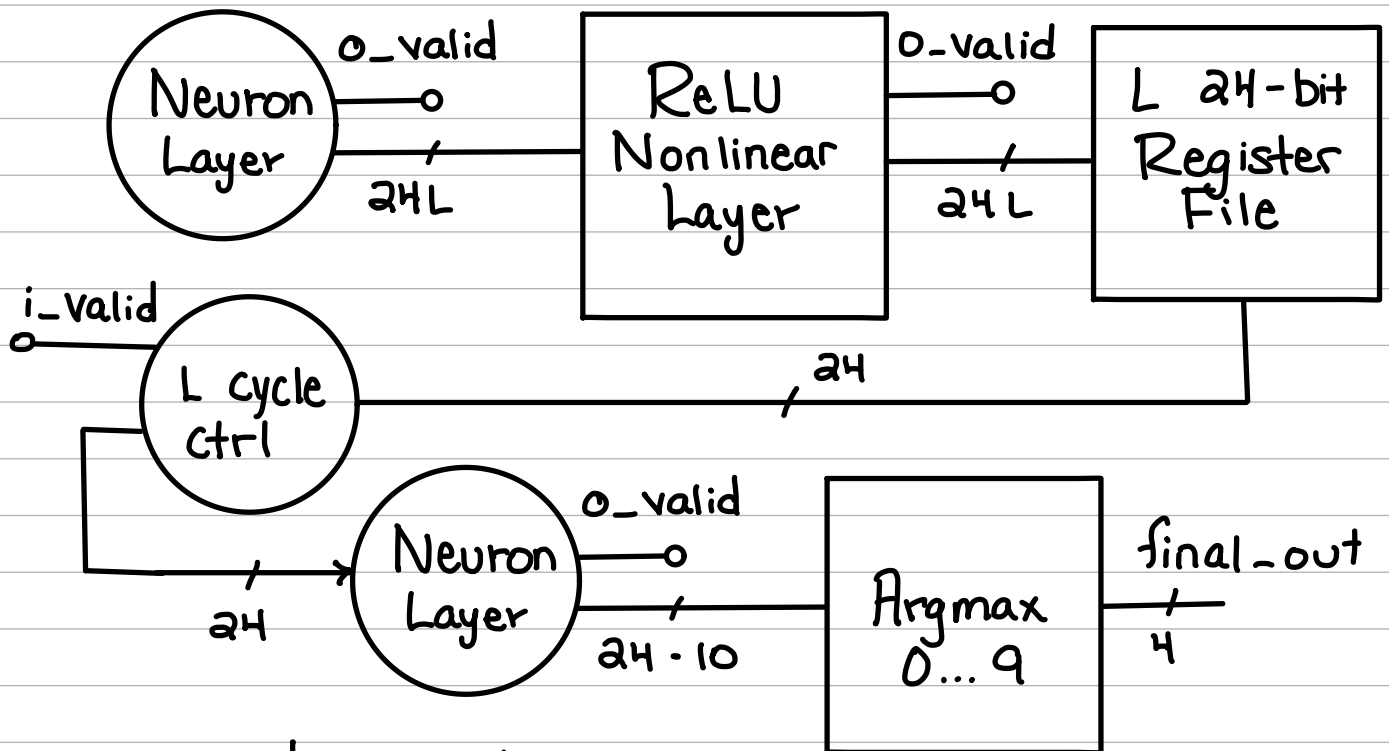 o_valid
Neuron
Layer
24L
ReLU
Nonlinear
Layer
o_valid
24L
L 24-bit
Register
File
i_valid
L cycle
ctrl
24
24
Neuron
Layer
o_valid
24·10
Argmax
0...9
final_out
4